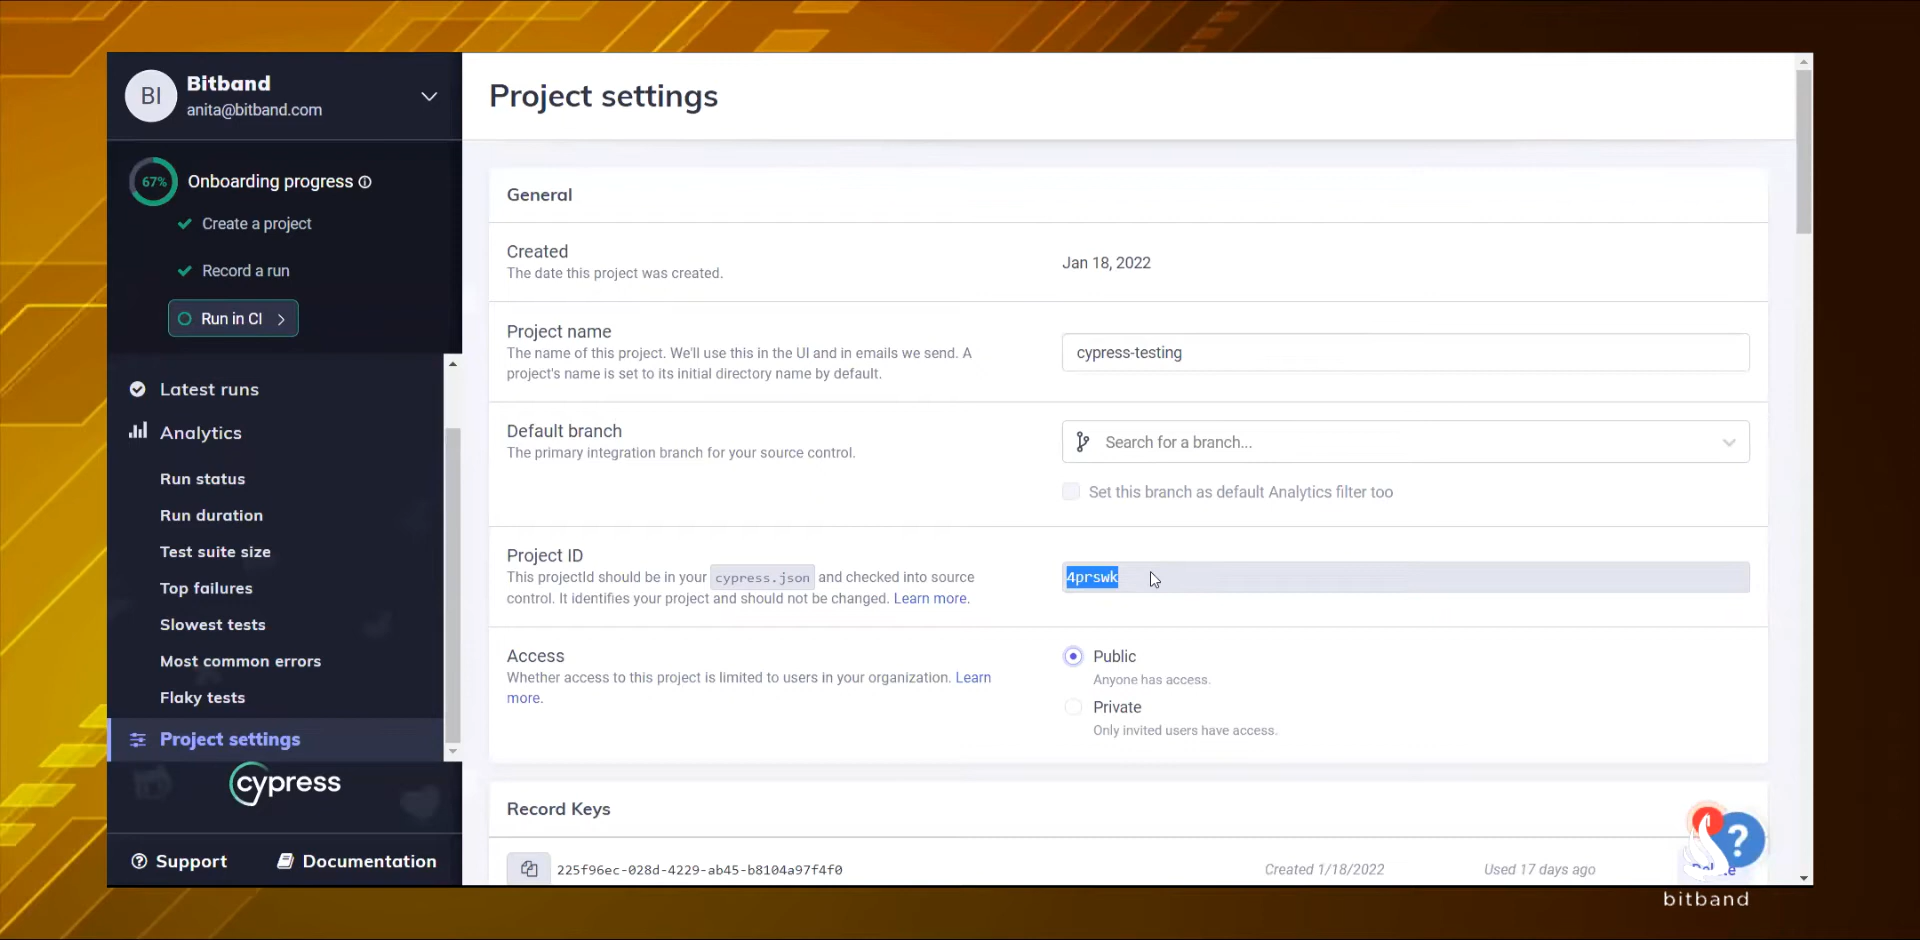 BI
Bitband
anita@bitband.com
67%
Onboarding progress
Create a project
Record a run
Run in CI
Latest runs
Analytics
Run status
Run duration
Test suite size
Top failures
Slowest tests
Most common errors
Flaky tests
Project settings
cypress
Support
Documentation
Project settings
General
Created
The date this project was created.
Jan 18, 2022
Project name
The name of this project. We'll use this in the UI and in emails we send. A
project's name is set to its initial directory name by default.
cypress-testing
Default branch
The primary integration branch for your source control.
Search for a branch...
Set this branch as default Analytics filter too
Project ID
This projectId should be in your cypress.json and checked into source
control. It identifies your project and should not be changed. Learn more.
4prswk
Access
Whether access to this project is limited to users in your organization. Learn
more.
Public
Anyone has access.
Private
Only invited users have access.
Record Keys
225f96ec-028d-4229-ab45-b8104a97f4f0
Created 1/18/2022
Used 17 days ago
?
bitband